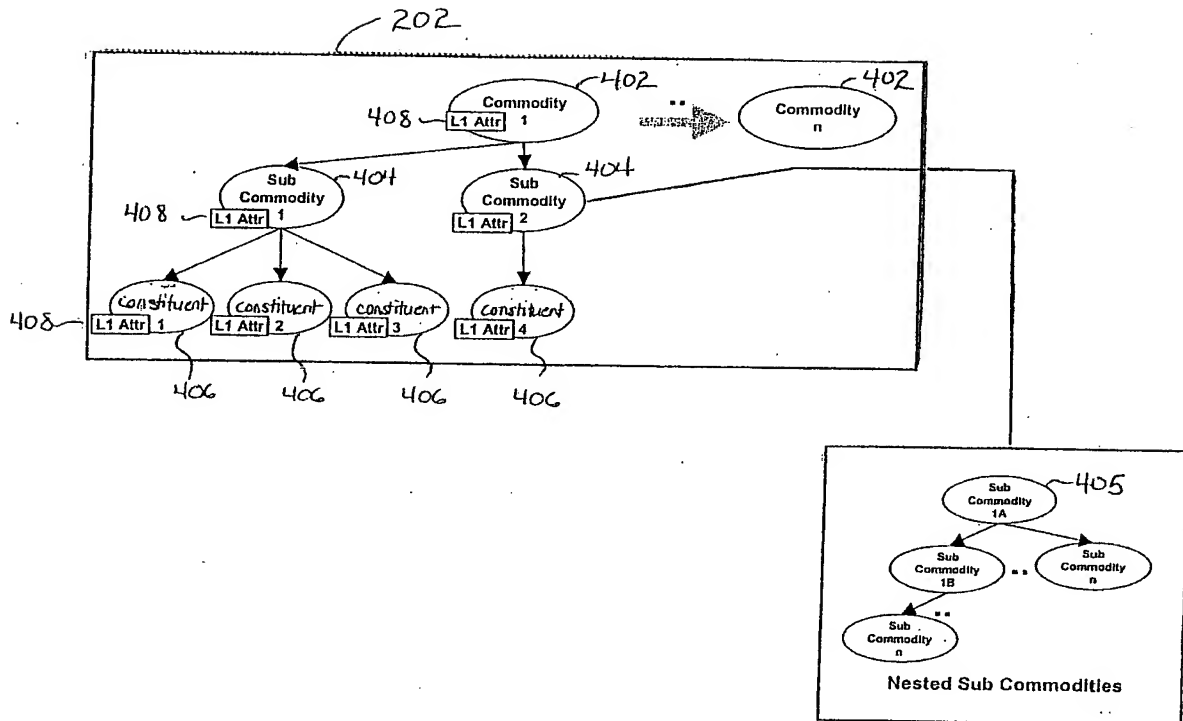 202
402
Commodity
1
408
L1 Attr
..
402
Commodity
n
404
Sub
Commodity
1
408
L1 Attr
404
Sub
Commodity
2
L1 Attr
constituent
1
L1 Attr
constituent
2
L1 Attr
constituent
3
L1 Attr
constituent
4
L1 Attr
408
406
406
406
406
405
Sub
Commodity
1A
Sub
Commodity
1B
..
Sub
Commodity
n
..
Sub
Commodity
n
Nested Sub Commodities